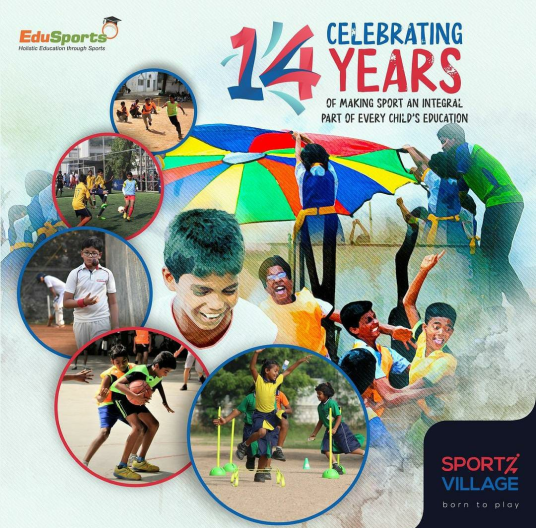 EduSports
Holistic Education through Sports
14
CELEBRATING
YEARS
OF MAKING SPORT AN INTEGRAL
PART OF EVERY CHILD'S EDUCATION
SPORTZ
VILLAGE
born to play